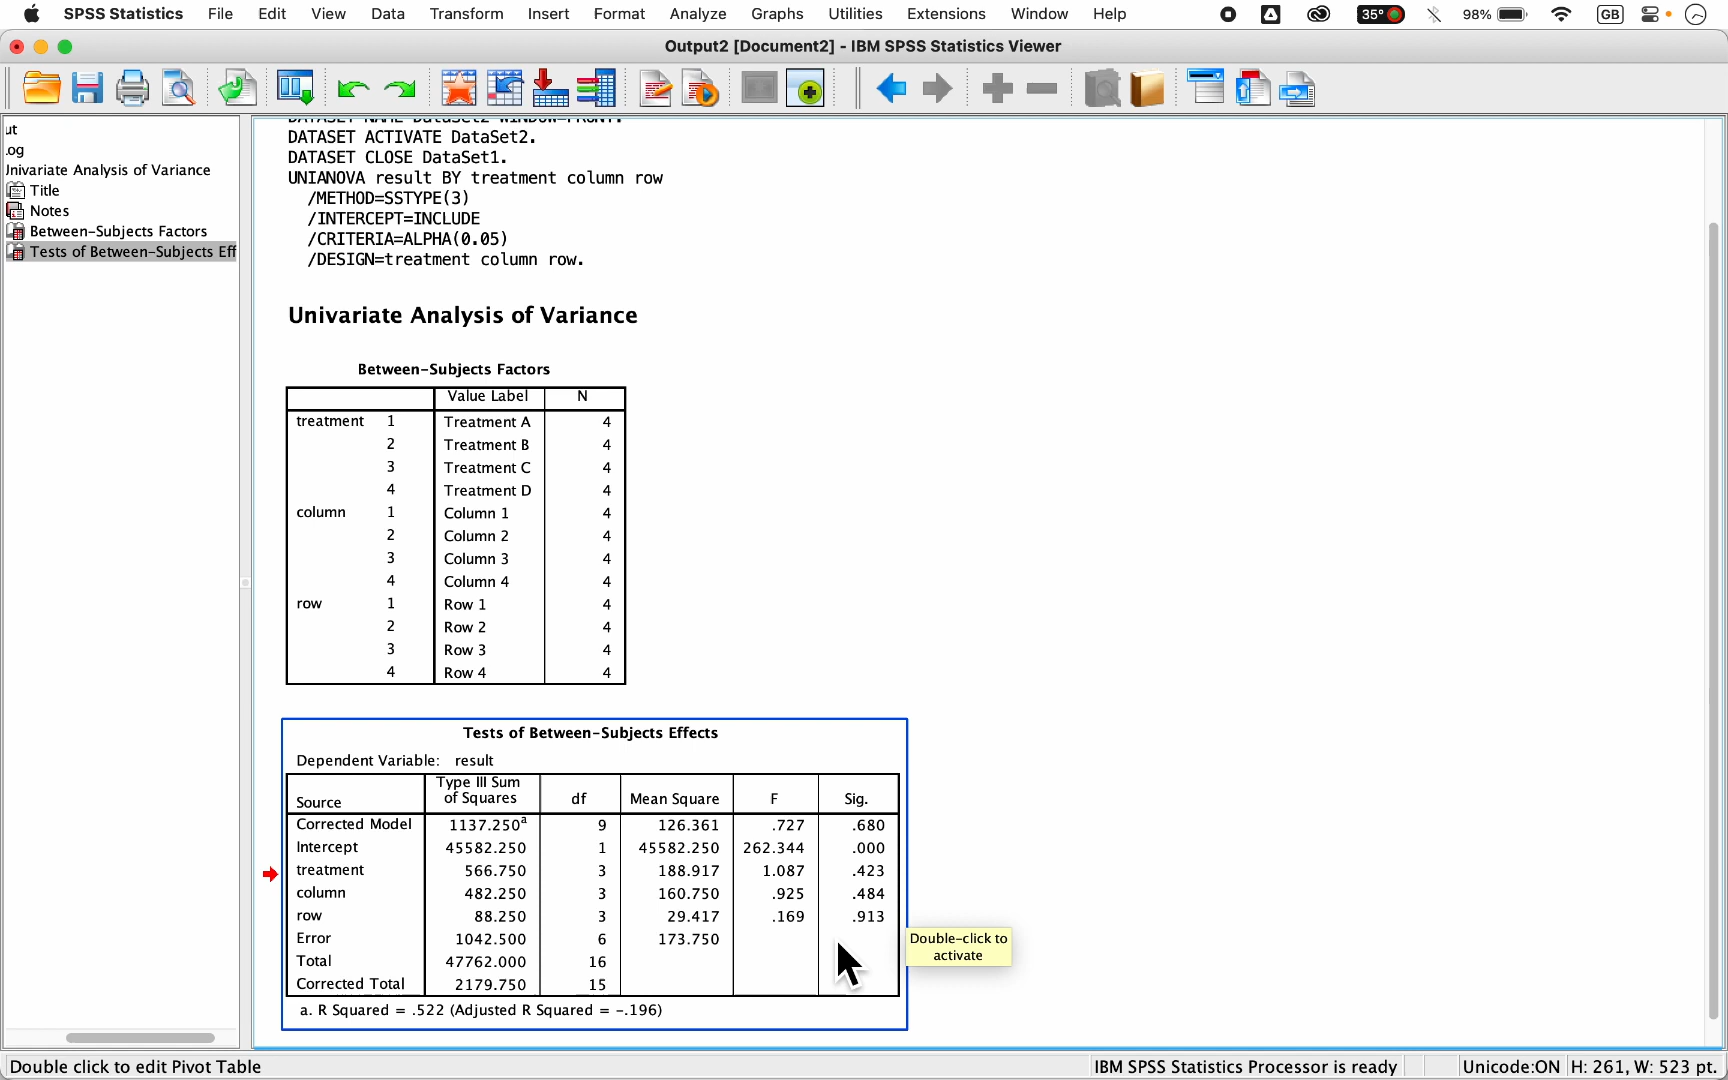 SPSS Statistics File Edit View Data Transform Insert Format Analyze Graphs Utilities Extensions Window Help 35° 98% GB
Output2 [Document2] - IBM SPSS Statistics Viewer
ut
og
Jnivariate Analysis of Variance
Title
Notes
Between-Subjects Factors
Tests of Between-Subjects Eff
DATASET NAME DataSet2 WINDOW=FRONT.
DATASET ACTIVATE DataSet2.
DATASET CLOSE DataSet1.
UNIANOVA result BY treatment column row
/METHOD=SSTYPE(3)
/INTERCEPT=INCLUDE
/CRITERIA=ALPHA(0.05)
/DESIGN=treatment column row.
Univariate Analysis of Variance
Between-Subjects Factors
Value Label N
treatment 1 Treatment A 4
2 Treatment B 4
3 Treatment C 4
4 Treatment D 4
column 1 Column 1 4
2 Column 2 4
3 Column 3 4
4 Column 4 4
row 1 Row 1 4
2 Row 2 4
3 Row 3 4
4 Row 4 4
Tests of Between-Subjects Effects
Dependent Variable: result
Source Type III Sum of Squares df Mean Square F Sig.
Corrected Model 1137.250a 9 126.361 .727 .680
Intercept 45582.250 1 45582.250 262.344 .000
treatment 566.750 3 188.917 1.087 .423
column 482.250 3 160.750 .925 .484
row 88.250 3 29.417 .169 .913
Error 1042.500 6 173.750
Total 47762.000 16
Corrected Total 2179.750 15
a. R Squared = .522 (Adjusted R Squared = -.196)
Double-click to
activate
Double click to edit Pivot Table IBM SPSS Statistics Processor is ready Unicode:ON H: 261, W: 523 pt.